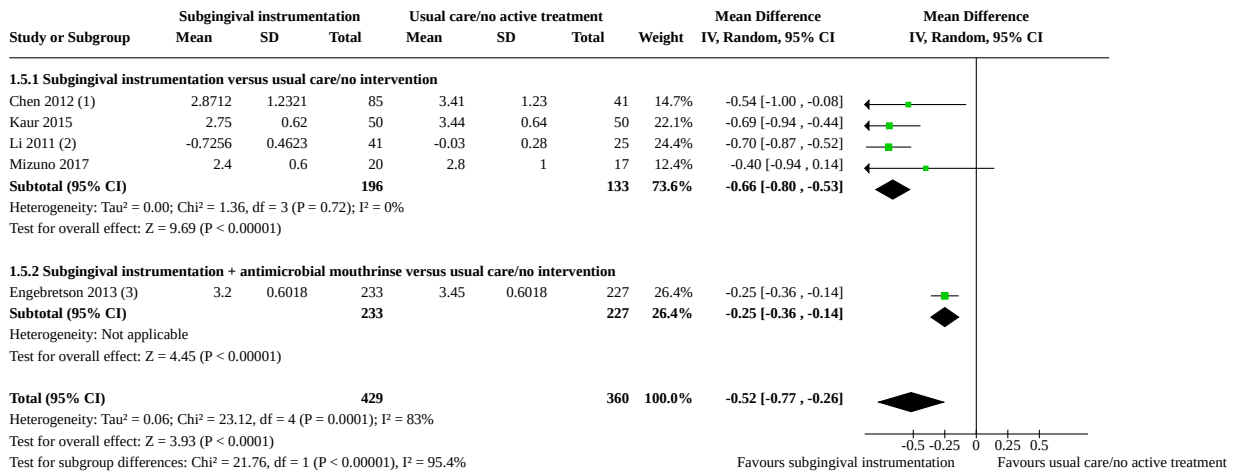 Subgingival instrumentation Usual care/no active treatment Mean Difference Mean Difference
Study or Subgroup Mean SD Total Mean SD Total Weight IV, Random, 95% CI IV, Random, 95% CI
1.5.1 Subgingival instrumentation versus usual care/no intervention
Chen 2012 (1) 2.8712 1.2321 85 3.41 1.23 41 14.7% -0.54 [-1.00 , -0.08]
Kaur 2015 2.75 0.62 50 3.44 0.64 50 22.1% -0.69 [-0.94 , -0.44]
Li 2011 (2) -0.7256 0.4623 41 -0.03 0.28 25 24.4% -0.70 [-0.87 , -0.52]
Mizuno 2017 2.4 0.6 20 2.8 1 17 12.4% -0.40 [-0.94 , 0.14]
Subtotal (95% CI) 196 133 73.6% -0.66 [-0.80 , -0.53]
Heterogeneity: Tau² = 0.00; Chi² = 1.36, df = 3 (P = 0.72); I² = 0%
Test for overall effect: Z = 9.69 (P < 0.00001)
1.5.2 Subgingival instrumentation + antimicrobial mouthrinse versus usual care/no intervention
Engebretson 2013 (3) 3.2 0.6018 233 3.45 0.6018 227 26.4% -0.25 [-0.36 , -0.14]
Subtotal (95% CI) 233 227 26.4% -0.25 [-0.36 , -0.14]
Heterogeneity: Not applicable
Test for overall effect: Z = 4.45 (P < 0.00001)
Total (95% CI) 429 360 100.0% -0.52 [-0.77 , -0.26]
Heterogeneity: Tau² = 0.06; Chi² = 23.12, df = 4 (P = 0.0001); I² = 83%
Test for overall effect: Z = 3.93 (P < 0.0001) -0.5 -0.25 0 0.25 0.5
Test for subgroup differences: Chi² = 21.76, df = 1 (P < 0.00001), I² = 95.4% Favours subgingival instrumentation Favours usual care/no active treatment